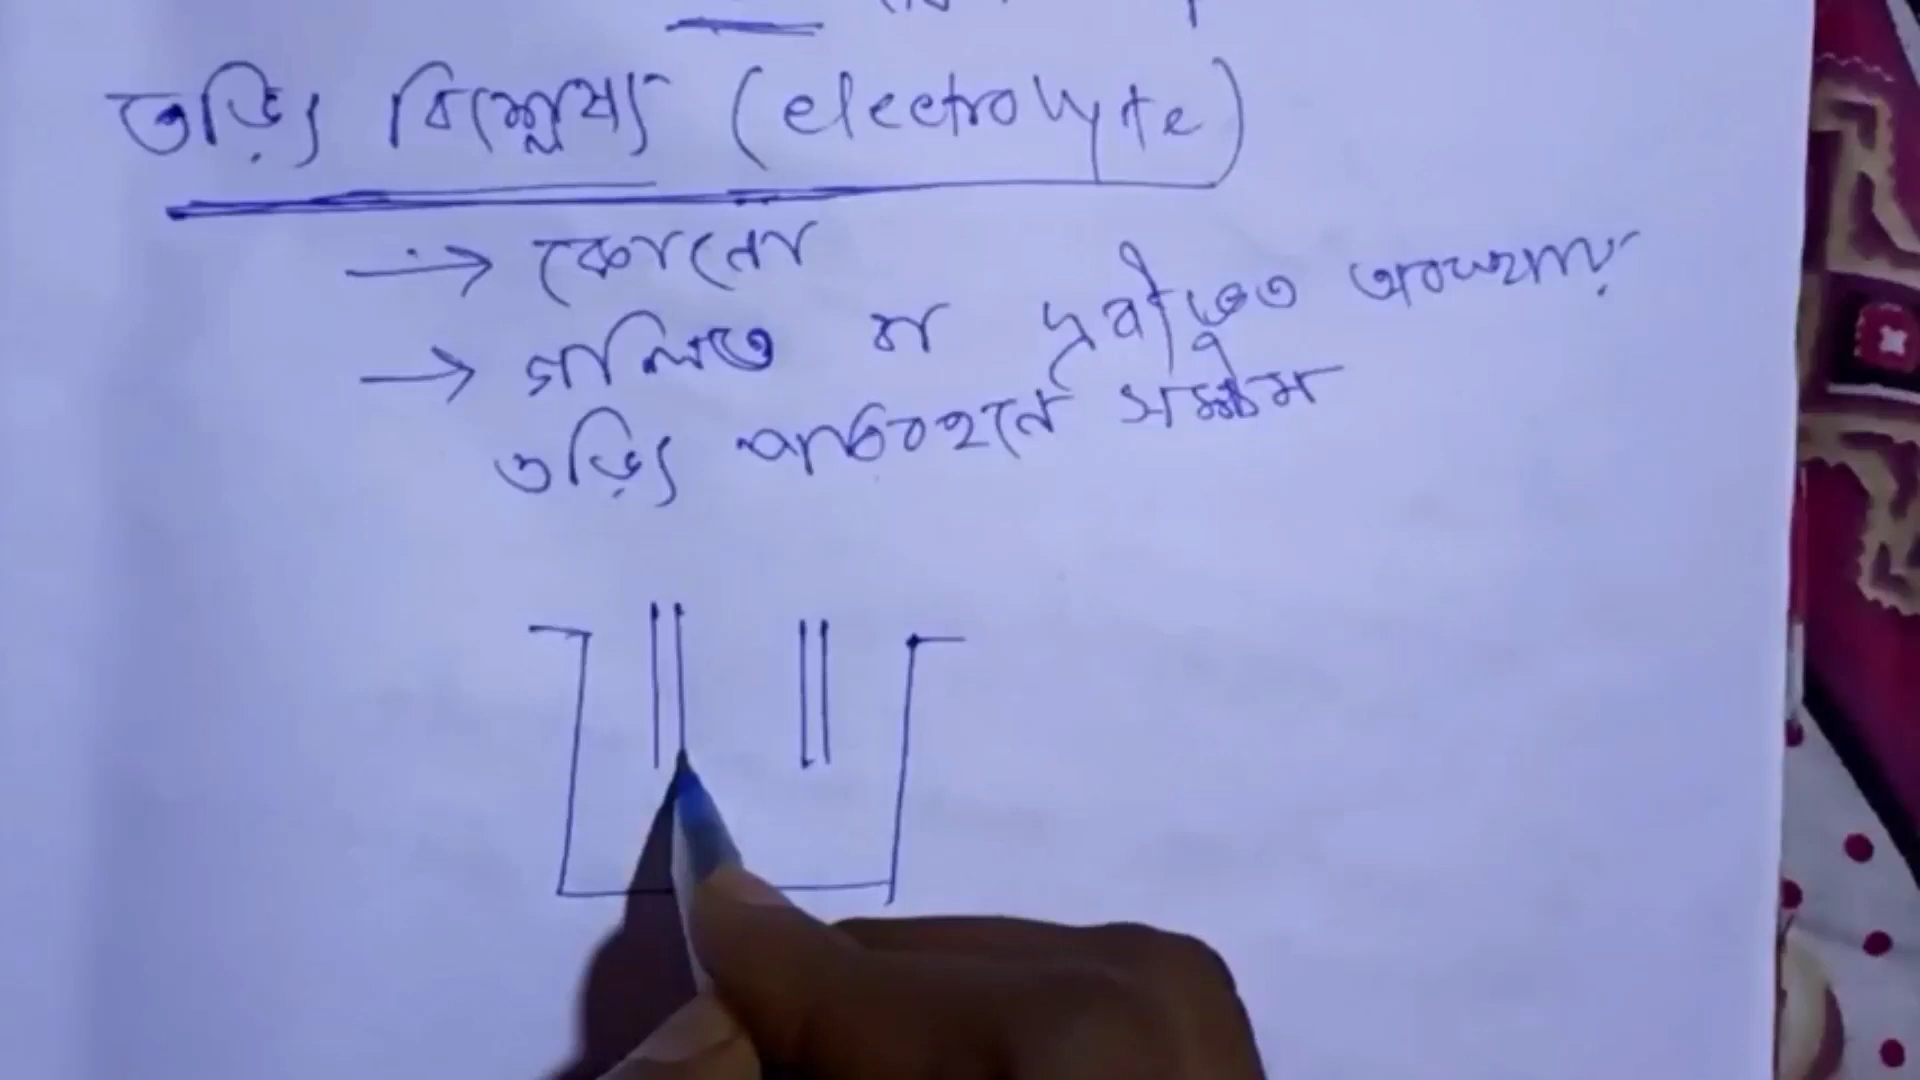 তড়িৎ বিশ্লেষ্য (electrolyte)
→ কোনো
→ গলিত বা দ্রবীভূত অবস্থায়
তড়িৎ পরিবহনে সক্ষম